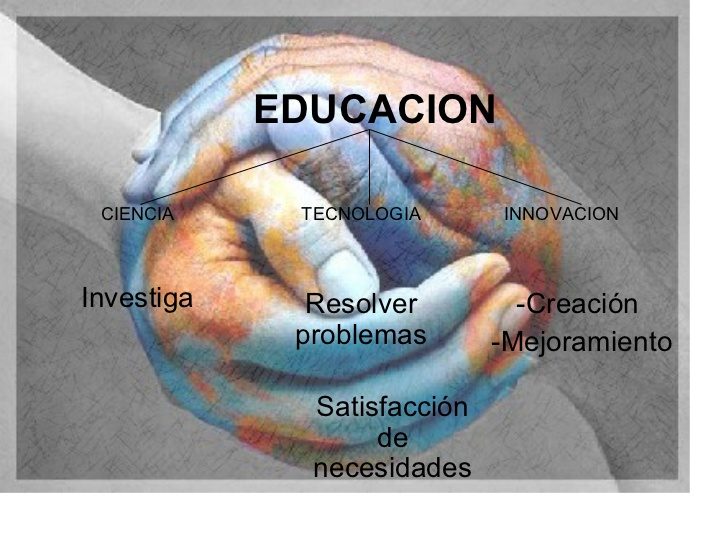 EDUCACION
CIENCIA
TECNOLOGIA
INNOVACION
Investiga
Resolver
problemas
-Creación
-Mejoramiento
Satisfacción
de
necesidades